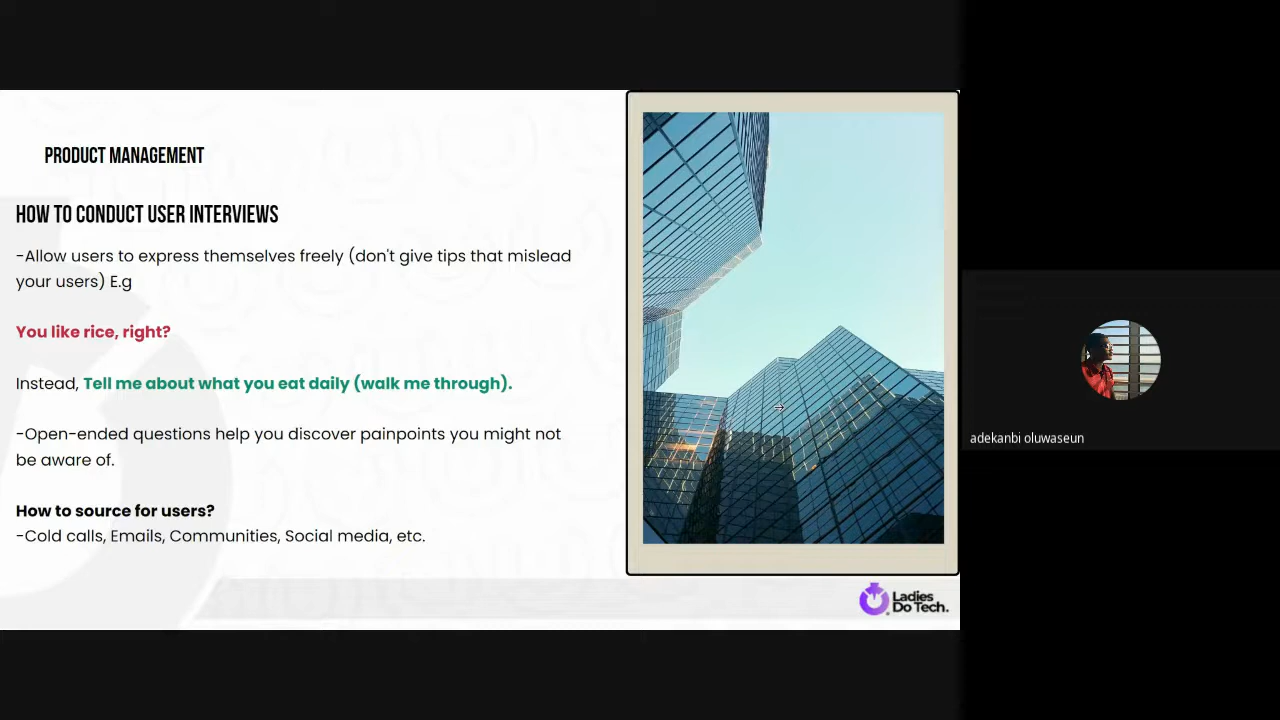 PRODUCT MANAGEMENT
HOW TO CONDUCT USER INTERVIEWS
-Allow users to express themselves freely (don't give tips that mislead
your users) E.g
You like rice, right?
Instead, Tell me about what you eat daily (walk me through).
-Open-ended questions help you discover painpoints you might not
be aware of.
How to source for users?
-Cold calls, Emails, Communities, Social media, etc.
Ladies
Do Tech.
adekanbi oluwaseun